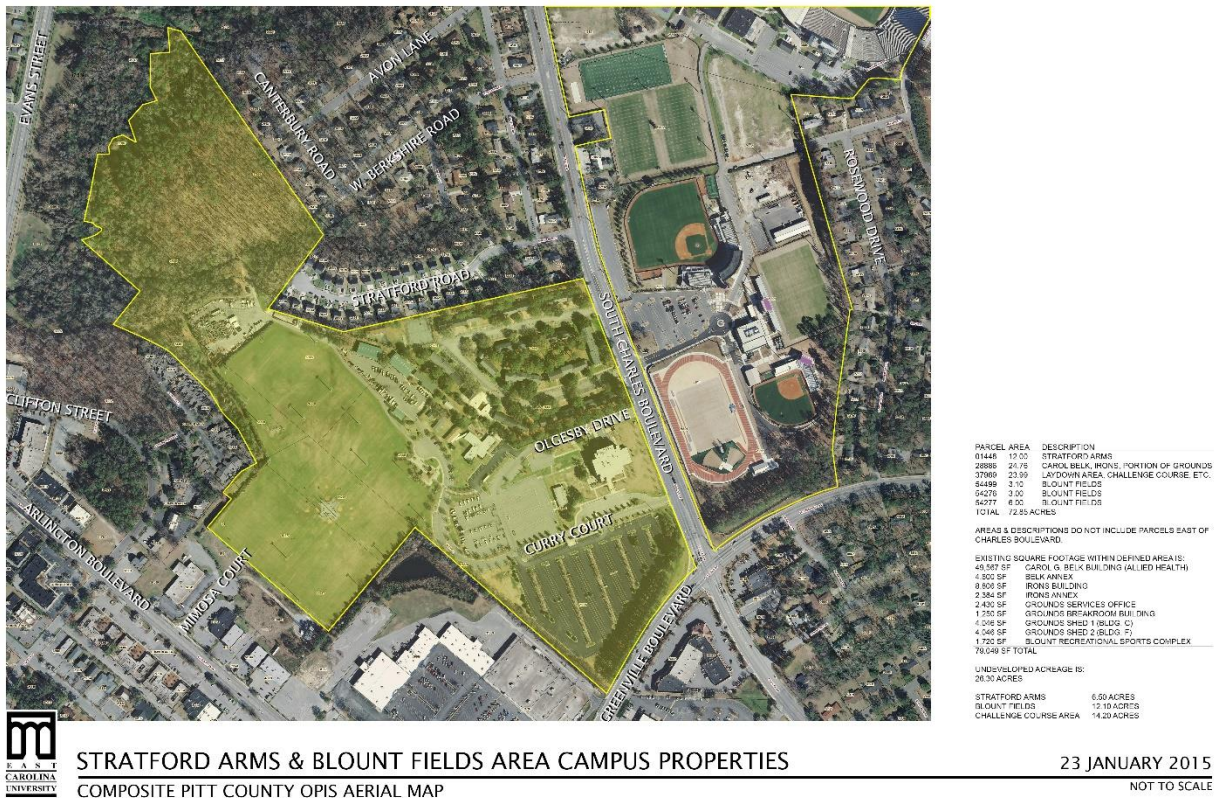 EVANS STREET
AVON LANE
CANTERBURY ROAD
W. BERKSHIRE ROAD
ROSEWOOD DRIVE
STRATFORD ROAD
SOUTH CHARLES BOULEVARD
CLIFTON STREET
OLGESBY DRIVE
ARLINGTON BOULEVARD
MIMOSA COURT
CURRY COURT
GREENVILLE BOULEVARD
PARCEL AREA DESCRIPTION
01446 12.00 STRATFORD ARMS
28886 24.76 CAROL BELK, IRONS, PORTION OF GROUNDS
37969 23.99 LAYDOWN AREA, CHALLENGE COURSE, ETC.
54499 3.10 BLOUNT FIELDS
54276 3.00 BLOUNT FIELDS
54277 6.00 BLOUNT FIELDS
TOTAL 72.85 ACRES
AREAS & DESCRIPTIONS DO NOT INCLUDE PARCELS EAST OF
CHARLES BOULEVARD.
EXISTING SQUARE FOOTAGE WITHIN DEFINED AREA IS:
49,567 SF CAROL G. BELK BUILDING (ALLIED HEALTH)
4,500 SF BELK ANNEX
8,806 SF IRONS BUILDING
2,384 SF IRONS ANNEX
2,430 SF GROUNDS SERVICES OFFICE
1,250 SF GROUNDS BREAKROOM BUILDING
4,046 SF GROUNDS SHED 1 (BLDG. C)
4,046 SF GROUNDS SHED 2 (BLDG. F)
1,720 SF BLOUNT RECREATIONAL SPORTS COMPLEX
79,049 SF TOTAL
UNDEVELOPED ACREAGE IS:
26.30 ACRES
STRATFORD ARMS 6.50 ACRES
BLOUNT FIELDS 12.10 ACRES
CHALLENGE COURSE AREA 14.20 ACRES
EAST
CAROLINA
UNIVERSITY
STRATFORD ARMS & BLOUNT FIELDS AREA CAMPUS PROPERTIES
23 JANUARY 2015
COMPOSITE PITT COUNTY OPIS AERIAL MAP
NOT TO SCALE